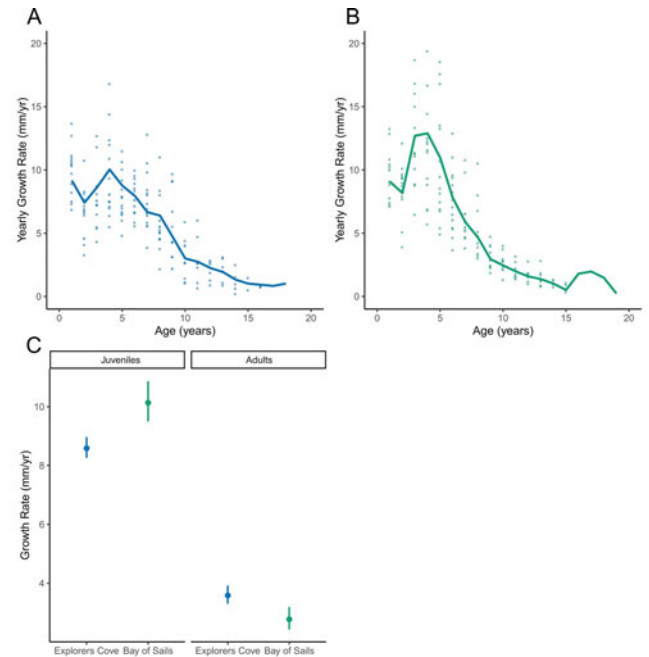 A
20
15
10
5
0
Yearly Growth Rate (mm/yr)
0 5 10 15 20
Age (years)
B
20
15
10
5
0
Yearly Growth Rate (mm/yr)
0 5 10 15 20
Age (years)
C
Juveniles Adults
10
8
6
4
Growth Rate (mm/yr)
Explorers Cove Bay of Sails Explorers Cove Bay of Sails